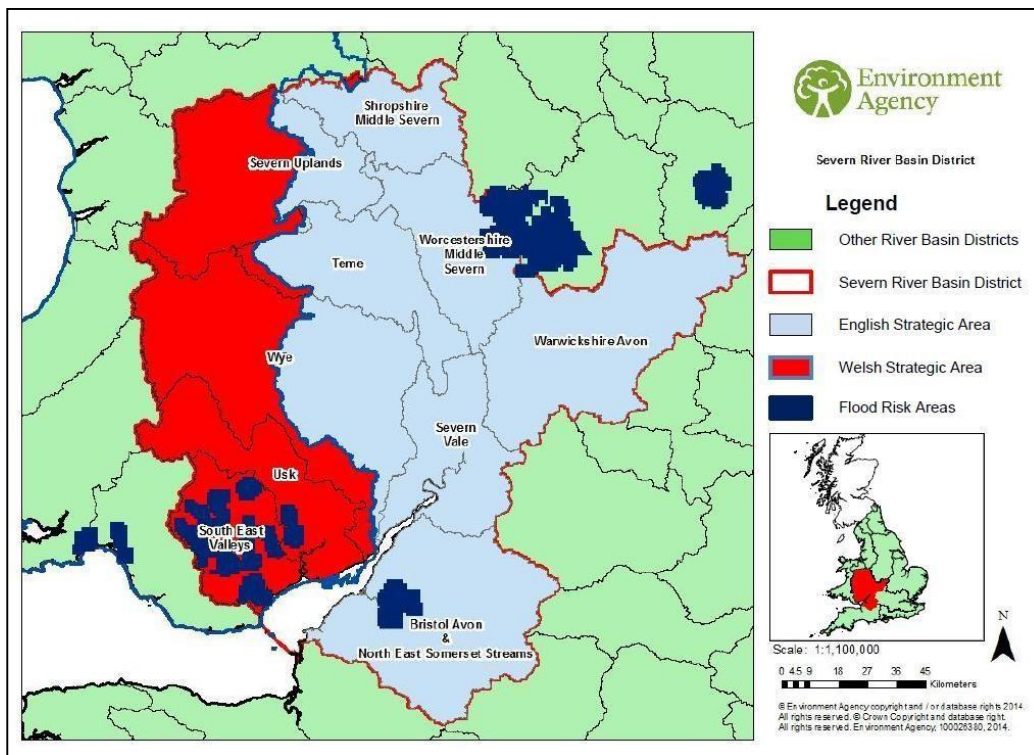 Shropshire
Middle Severn
Severn Uplands
Teme
Worcestershire
Middle
Severn
Warwickshire Avon
Wye
Severn
Vale
Usk
South East
Valleys
Bristol Avon
&
North East Somerset Streams
Environment
Agency
Severn River Basin District
Legend
Other River Basin Districts
Severn River Basin District
English Strategic Area
Welsh Strategic Area
Flood Risk Areas
N
Scale: 1:1,100,000
0 4.5 9 18 27 36 45
Kilometers
© Environment Agency copyright and / or database rights 2014.
All rights reserved. © Crown Copyright and database right.
All rights reserved. Environment Agency, 100026380, 2014.